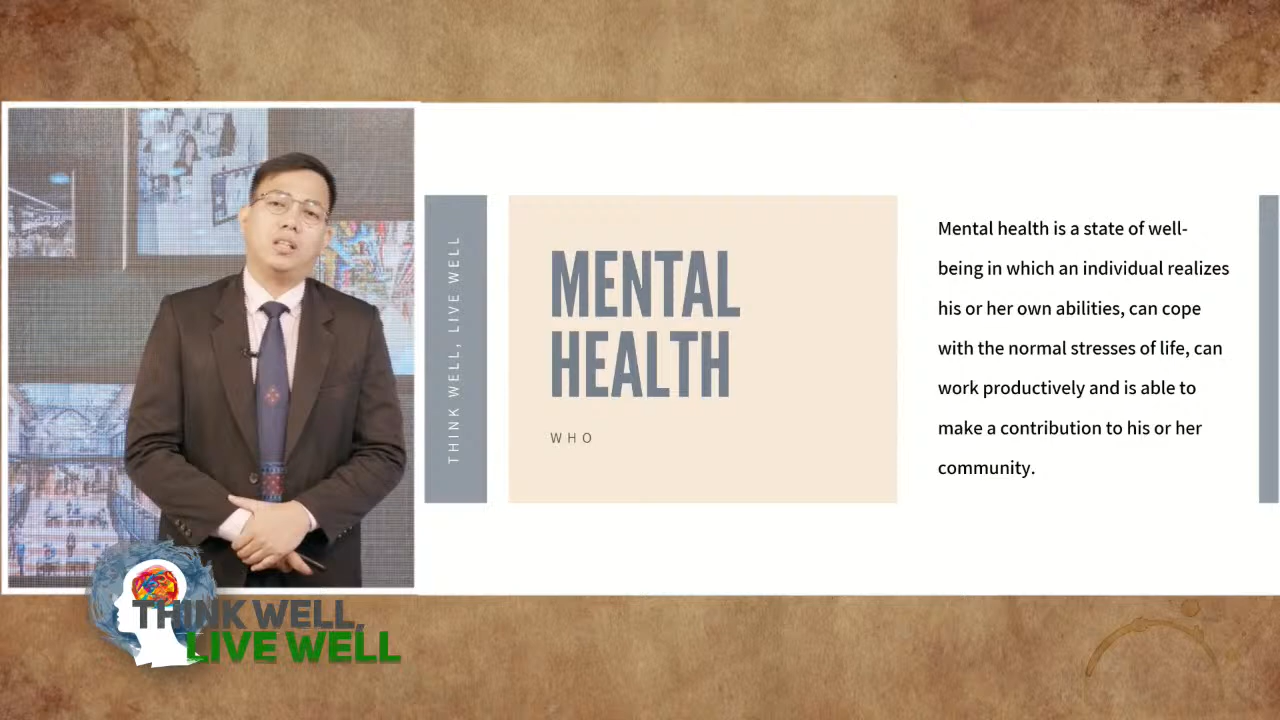 THINK WELL, LIVE WELL
MENTAL
HEALTH
WHO
Mental health is a state of well-
being in which an individual realizes
his or her own abilities, can cope
with the normal stresses of life, can
work productively and is able to
make a contribution to his or her
community.
THINK WELL,
LIVE WELL